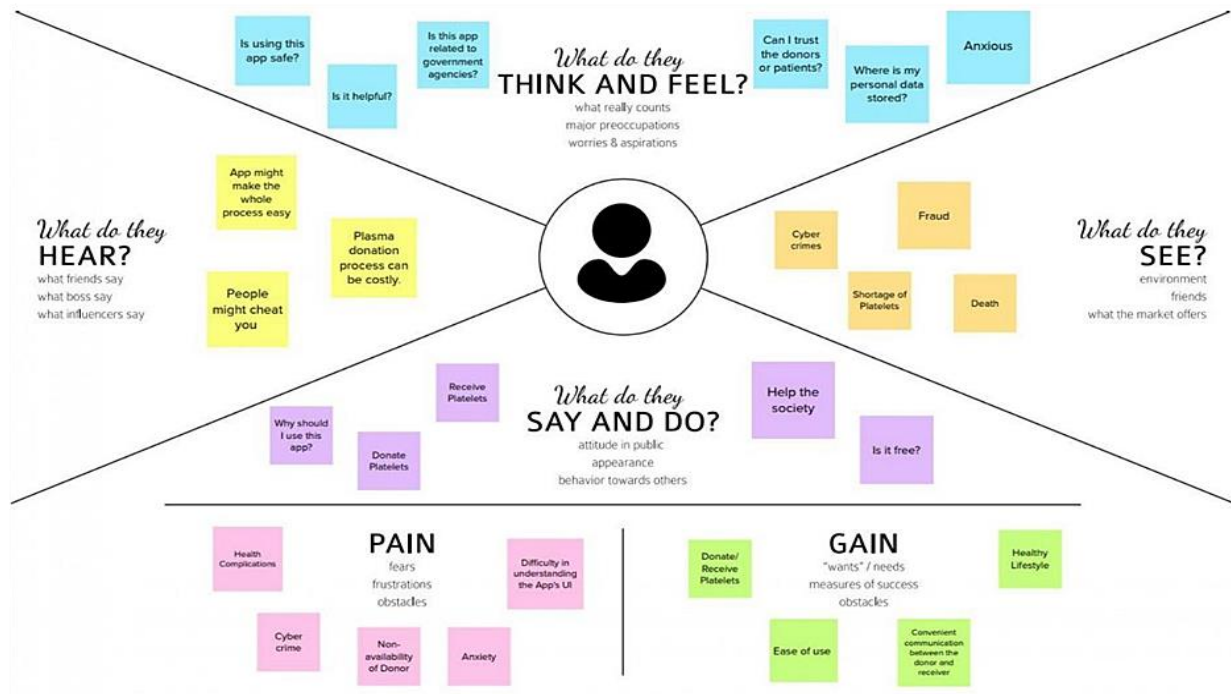 Is using this
app safe?
Is it helpful?
Is this app
related to
government
agencies?
What do they
THINK AND FEEL?
what really counts
major preoccupations
worries & aspirations
Can I trust
the donors
or patients?
Where is my
personal data
stored?
Anxious
What do they
HEAR?
what friends say
what boss say
what influencers say
App might
make the
whole
process easy
Plasma
donation
process can
be costly.
People
might cheat
you
Cyber
crimes
Fraud
Shortage of
Platelets
Death
What do they
SEE?
environment
friends
what the market offers
Why should
I use this
app?
Donate
Platelets
Receive
Platelets
What do they
SAY AND DO?
attitude in public
appearance
behavior towards others
Help the
society
Is it free?
Health
Complications
Cyber
crime
PAIN
fears
frustrations
obstacles
Non-
availability
of Donor
Anxiety
Difficulty in
understanding
the App's UI
Donate/
Receive
Platelets
GAIN
"wants" / needs
measures of success
obstacles
Healthy
Lifestyle
Ease of use
Convenient
communication
between the
donor and
receiver